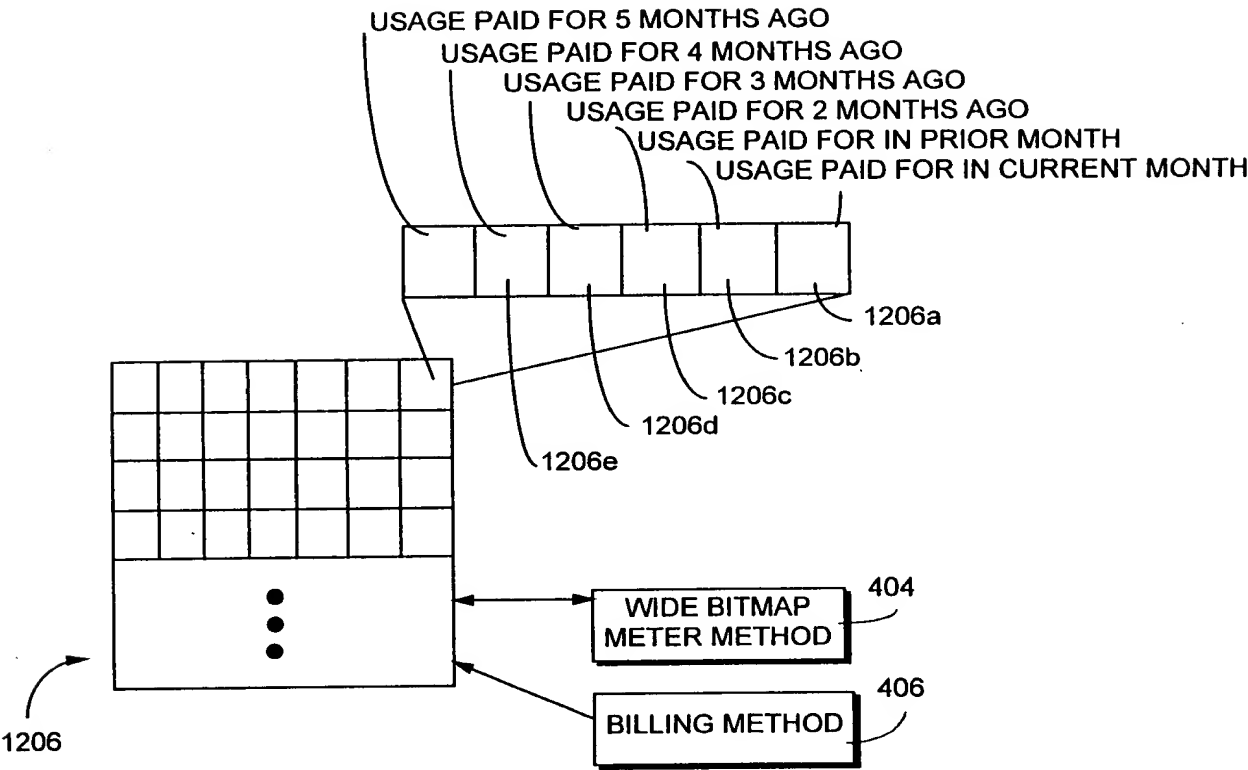 USAGE PAID FOR 5 MONTHS AGO
USAGE PAID FOR 4 MONTHS AGO
USAGE PAID FOR 3 MONTHS AGO
USAGE PAID FOR 2 MONTHS AGO
USAGE PAID FOR IN PRIOR MONTH
USAGE PAID FOR IN CURRENT MONTH
1206a
1206b
1206c
1206d
1206e
404
WIDE BITMAP
METER METHOD
406
BILLING METHOD
1206